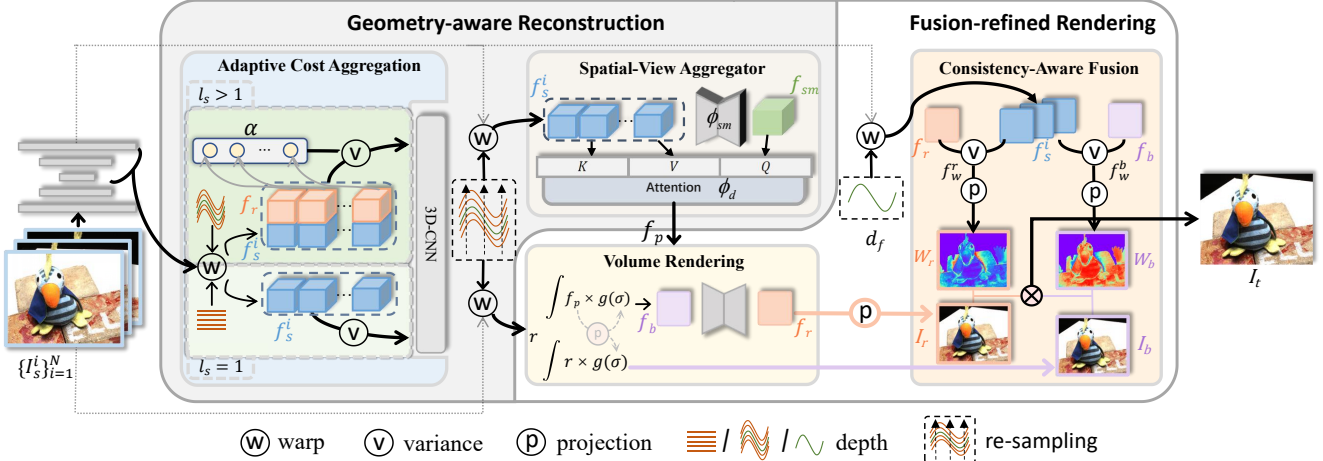 Geometry-aware Reconstruction
Fusion-refined Rendering
Adaptive Cost Aggregation
l_s > 1
α
...
v
f_r
...
f_s^i
w
f_s^i
...
v
l_s = 1
3D-CNN
{I_s^i}_{i=1}^N
w
w
Spatial-View Aggregator
f_s^i
...
ϕ_sm
f_sm
K V Q
Attention ϕ_d
f_p
Volume Rendering
r
∫ f_p × g(σ)
p
∫ r × g(σ)
f_b
f_r
p
w
d_f
Consistency-Aware Fusion
f_r
f_s^i
f_b
v v
f_w^r
f_w^b
p p
W_r
W_b
I_r
I_b
I_t
w warp v variance p projection / / depth re-sampling